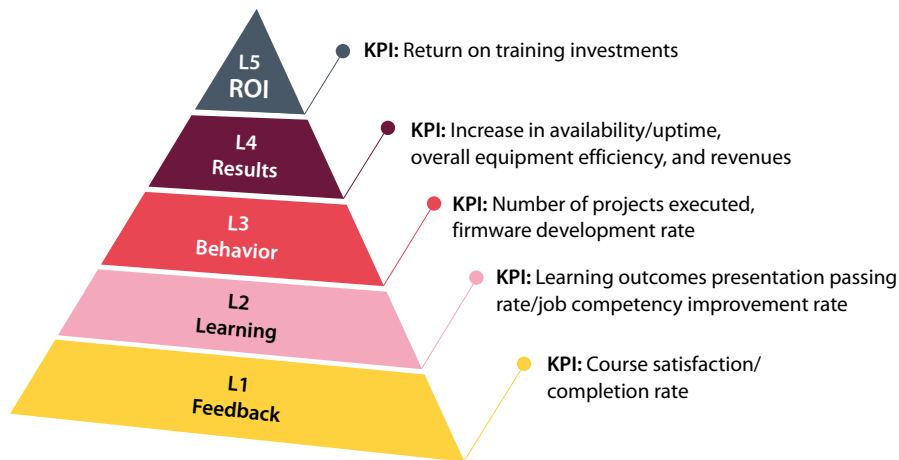 L5
ROI
KPI: Return on training investments
L4
Results
KPI: Increase in availability/uptime,
overall equipment efficiency, and revenues
L3
Behavior
KPI: Number of projects executed,
firmware development rate
L2
Learning
KPI: Learning outcomes presentation passing
rate/job competency improvement rate
L1
Feedback
KPI: Course satisfaction/
completion rate